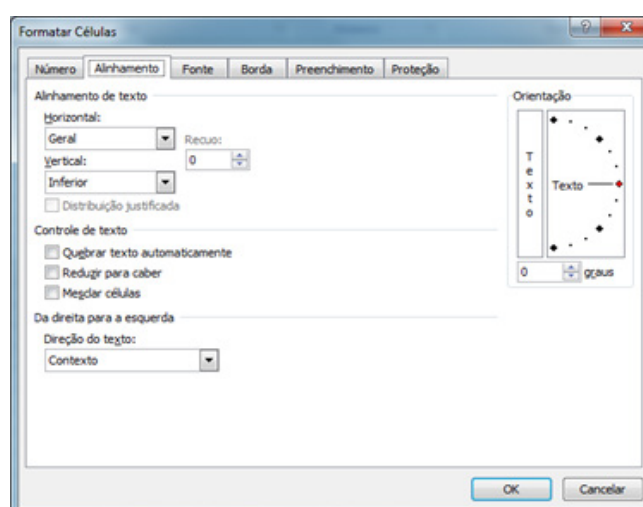 Formatar Células
Número Alinhamento Fonte Borda Preenchimento Proteção
Alinhamento de texto
Horizontal:
Geral
Recuo:
Vertical:
0
Inferior
Distribuição justificada
Controle de texto
Quebrar texto automaticamente
Reduzir para caber
Mesclar células
Da direita para a esquerda
Direção do texto:
Contexto
Orientação
Texto
Texto
0 graus
OK Cancelar